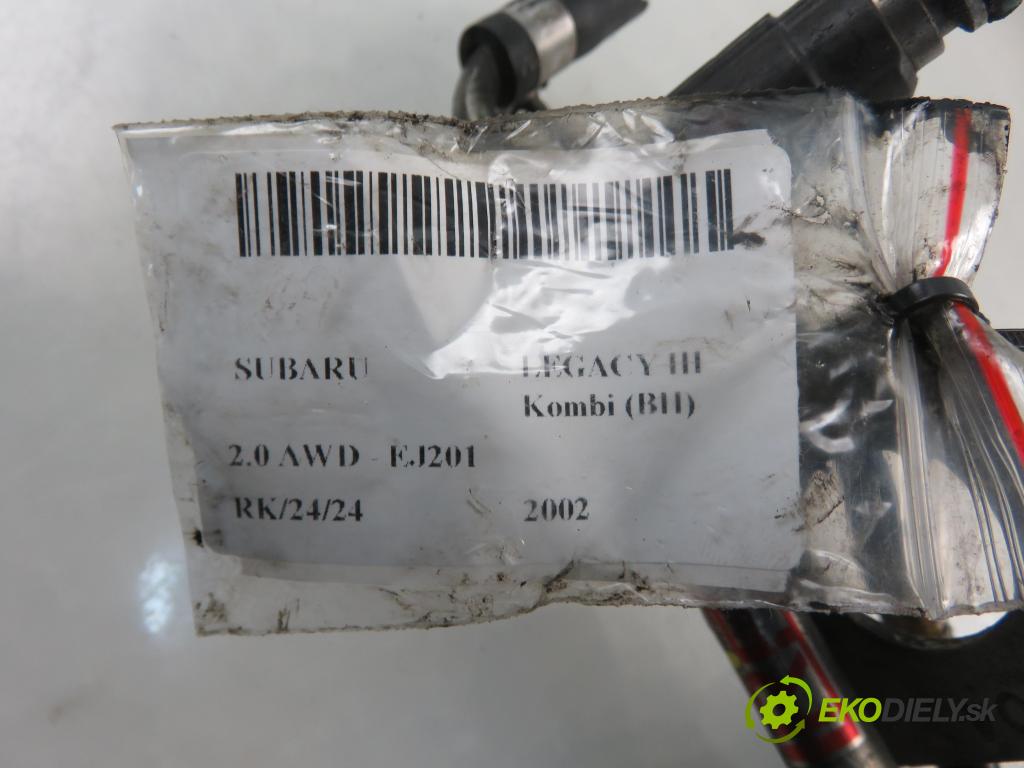 SUBARU LEGACY III
Kombi (BH)
2.0 AWD - EJ201
RK/24/24 2002
EKODIELY.sk